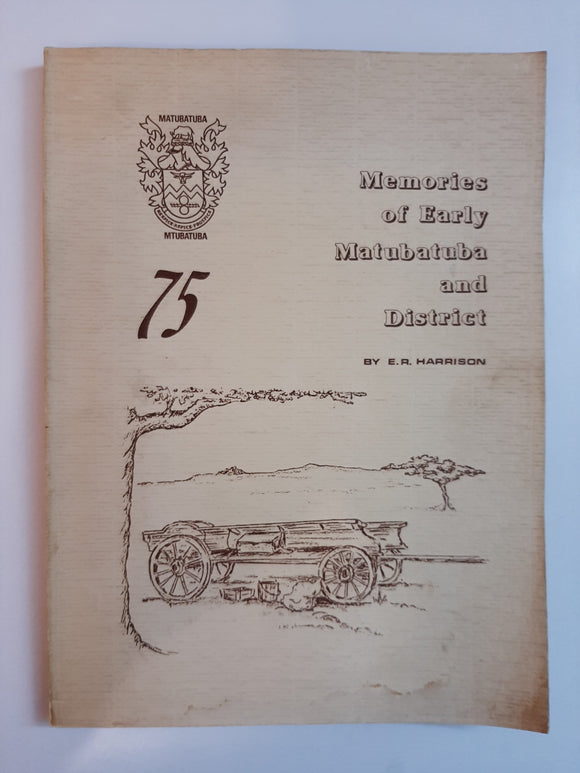 MATUBATUBA
MTUBATUBA
75
Memories
of Early
Matubatuba
and
District
BY E.R. HARRISON